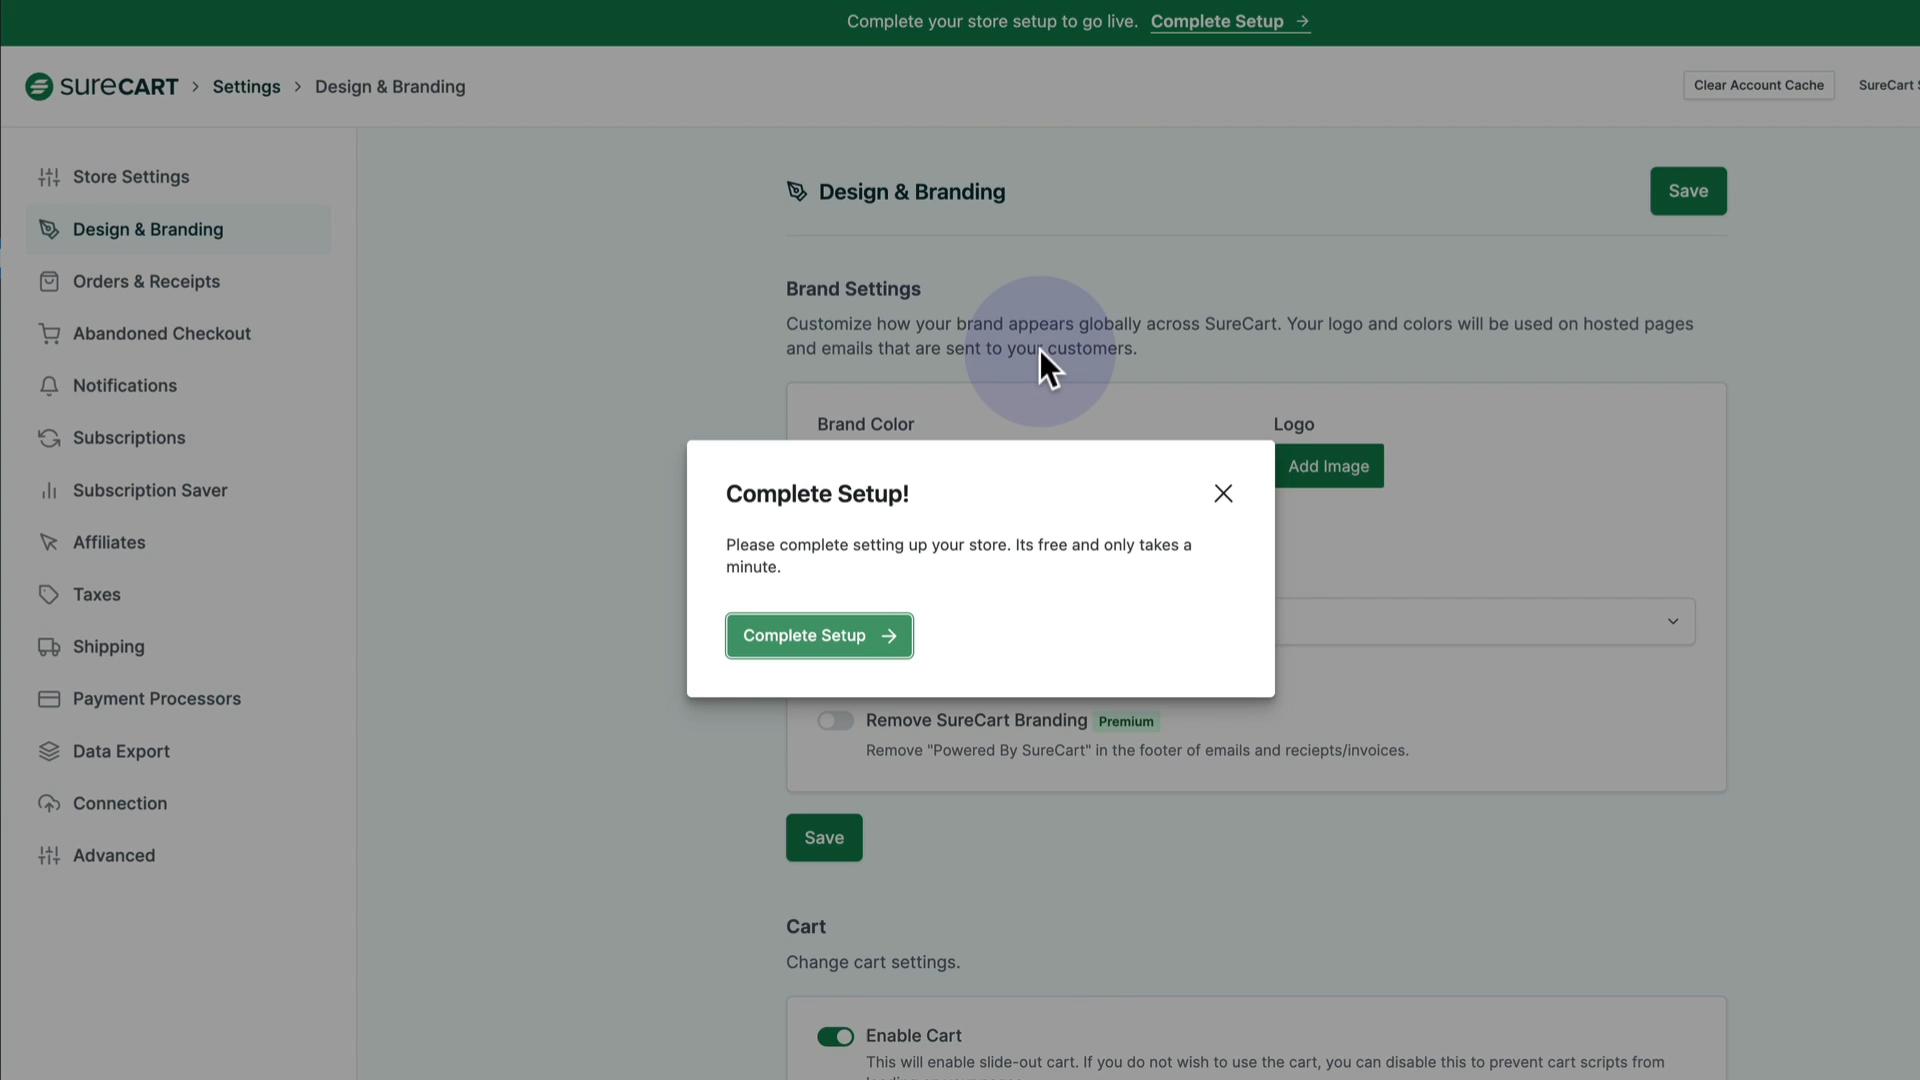 Complete your store setup to go live. Complete Setup →
sureCART > Settings > Design & Branding
Clear Account Cache
SureCart
Store Settings
Design & Branding
Orders & Receipts
Abandoned Checkout
Notifications
Subscriptions
Subscription Saver
Affiliates
Taxes
Shipping
Payment Processors
Data Export
Connection
Advanced
Design & Branding
Save
Brand Settings
Customize how your brand appears globally across SureCart. Your logo and colors will be used on hosted pages
and emails that are sent to your customers.
Brand Color
Logo
Add Image
Complete Setup!
Please complete setting up your store. Its free and only takes a
minute.
Complete Setup →
Remove SureCart Branding Premium
Remove "Powered By SureCart" in the footer of emails and reciepts/invoices.
Save
Cart
Change cart settings.
Enable Cart
This will enable slide-out cart. If you do not wish to use the cart, you can disable this to prevent cart scripts from